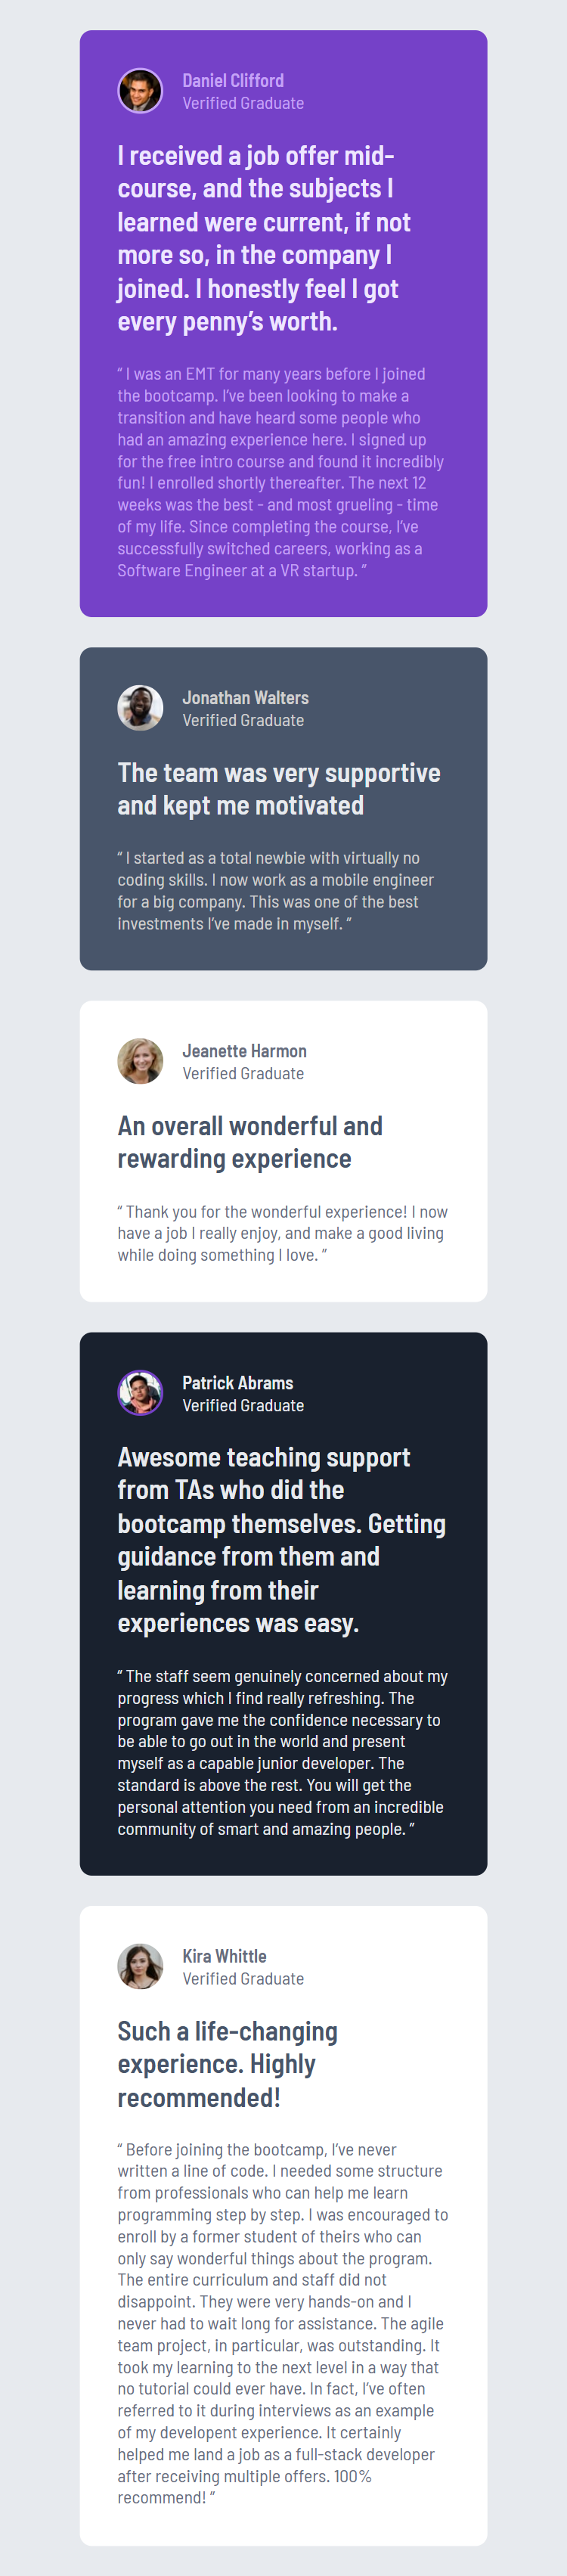 Daniel Clifford
Verified Graduate
I received a job offer mid-
course, and the subjects I
learned were current, if not
more so, in the company I
joined. I honestly feel I got
every penny’s worth.
“ I was an EMT for many years before I joined
the bootcamp. I’ve been looking to make a
transition and have heard some people who
had an amazing experience here. I signed up
for the free intro course and found it incredibly
fun! I enrolled shortly thereafter. The next 12
weeks was the best - and most grueling - time
of my life. Since completing the course, I’ve
successfully switched careers, working as a
Software Engineer at a VR startup. ”
Jonathan Walters
Verified Graduate
The team was very supportive
and kept me motivated
“ I started as a total newbie with virtually no
coding skills. I now work as a mobile engineer
for a big company. This was one of the best
investments I’ve made in myself. ”
Jeanette Harmon
Verified Graduate
An overall wonderful and
rewarding experience
“ Thank you for the wonderful experience! I now
have a job I really enjoy, and make a good living
while doing something I love. ”
Patrick Abrams
Verified Graduate
Awesome teaching support
from TAs who did the
bootcamp themselves. Getting
guidance from them and
learning from their
experiences was easy.
“ The staff seem genuinely concerned about my
progress which I find really refreshing. The
program gave me the confidence necessary to
be able to go out in the world and present
myself as a capable junior developer. The
standard is above the rest. You will get the
personal attention you need from an incredible
community of smart and amazing people. ”
Kira Whittle
Verified Graduate
Such a life-changing
experience. Highly
recommended!
“ Before joining the bootcamp, I’ve never
written a line of code. I needed some structure
from professionals who can help me learn
programming step by step. I was encouraged to
enroll by a former student of theirs who can
only say wonderful things about the program.
The entire curriculum and staff did not
disappoint. They were very hands-on and I
never had to wait long for assistance. The agile
team project, in particular, was outstanding. It
took my learning to the next level in a way that
no tutorial could ever have. In fact, I’ve often
referred to it during interviews as an example
of my developent experience. It certainly
helped me land a job as a full-stack developer
after receiving multiple offers. 100%
recommend! ”